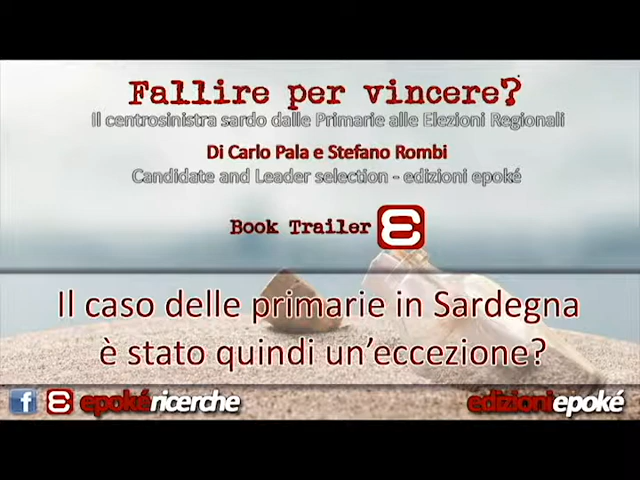 Fallire per vincere?
Il centrosinistra sardo dalle Primarie alle Elezioni Regionali
Di Carlo Pala e Stefano Rombi
Candidate and Leader selection - edizioni epoké
Book Trailer
Il caso delle primarie in Sardegna
è stato quindi un'eccezione?
f epokéricerche edizioniepoké